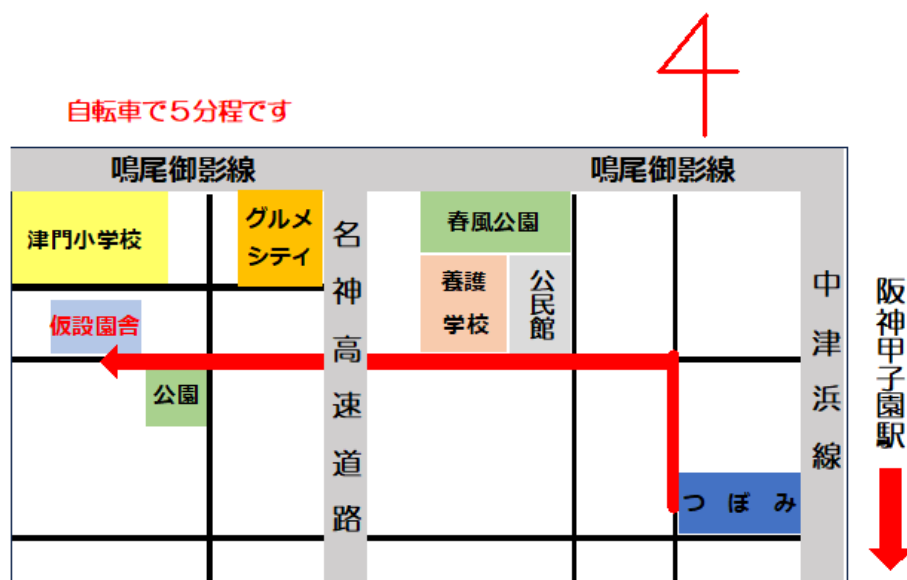 自転車で５分程です
鳴尾御影線
鳴尾御影線
津門小学校
グルメ
シティ
名神高速道路
春風公園
養護
学校
公民館
中津浜線
阪神甲子園駅
仮設園舎
公園
つぼみ